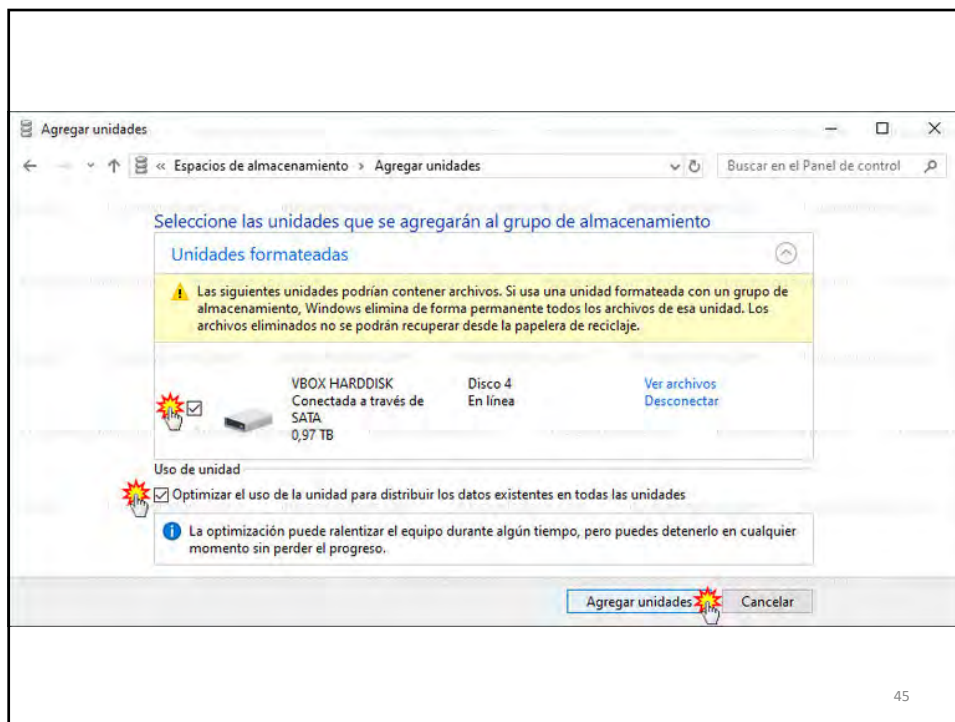 Agregar unidades
« Espacios de almacenamiento > Agregar unidades
Buscar en el Panel de control
Seleccione las unidades que se agregarán al grupo de almacenamiento
Unidades formateadas
Las siguientes unidades podrían contener archivos. Si usa una unidad formateada con un grupo de
almacenamiento, Windows elimina de forma permanente todos los archivos de esa unidad. Los
archivos eliminados no se podrán recuperar desde la papelera de reciclaje.
VBOX HARDDISK Disco 4 Ver archivos
Conectada a través de En línea Desconectar
SATA
0,97 TB
Uso de unidad
Optimizar el uso de la unidad para distribuir los datos existentes en todas las unidades
La optimización puede ralentizar el equipo durante algún tiempo, pero puedes detenerlo en cualquier
momento sin perder el progreso.
Agregar unidades Cancelar
45